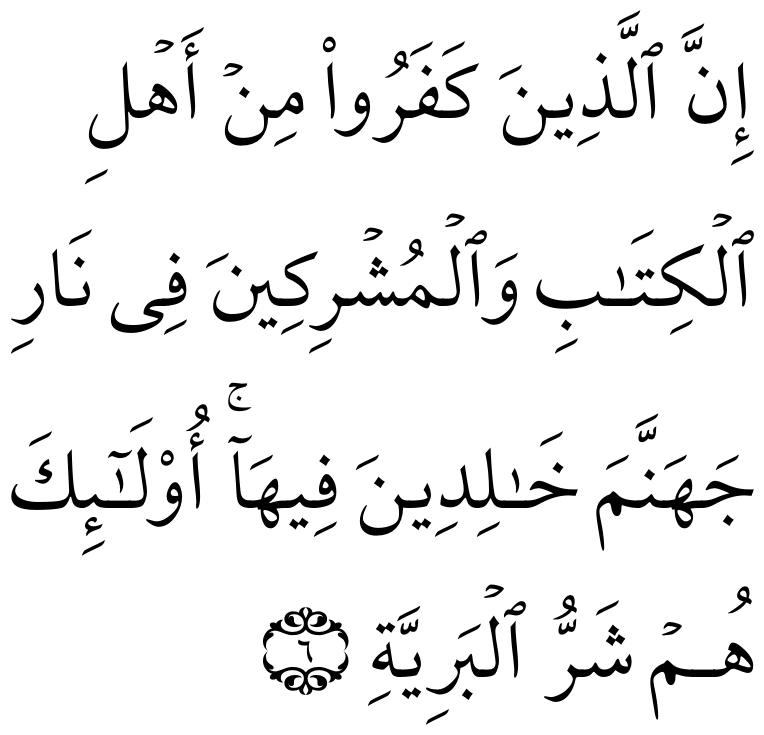 إِنَّ ٱلَّذِينَ كَفَرُوا۟ مِنْ أَهْلِ
ٱلْكِتَـٰبِ وَٱلْمُشْرِكِينَ فِى نَارِ
جَهَنَّمَ خَـٰلِدِينَ فِيهَآ ۚ أُو۟لَـٰٓئِكَ
هُمْ شَرُّ ٱلْبَرِيَّةِ ٦